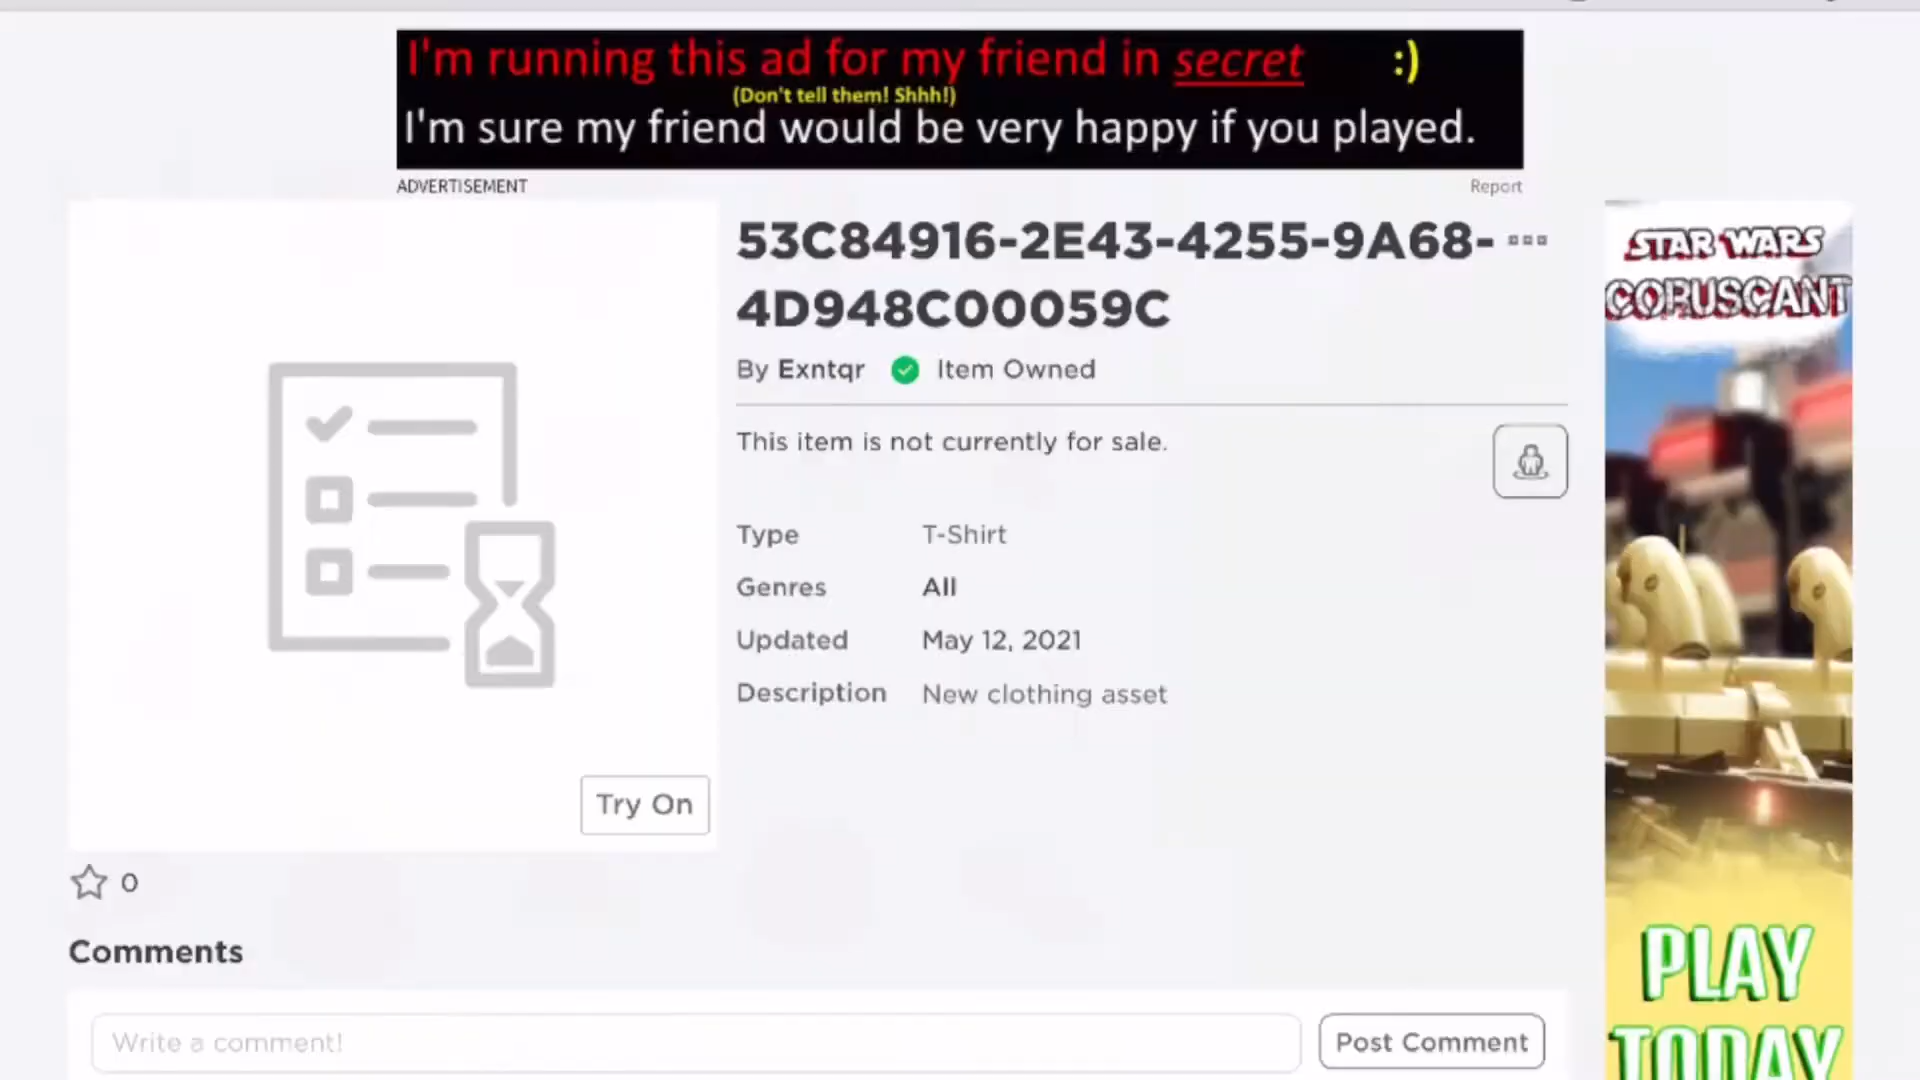 I'm running this ad for my friend in secret :)
(Don't tell them! Shhh!)
I'm sure my friend would be very happy if you played.
ADVERTISEMENT Report
53C84916-2E43-4255-9A68-
4D948C00059C
By Exntqr Item Owned
This item is not currently for sale.
Type T-Shirt
Genres All
Updated May 12, 2021
Description New clothing asset
Try On
0
Comments
Write a comment!
Post Comment
STAR WARS
CORUSCANT
PLAY
TODAY